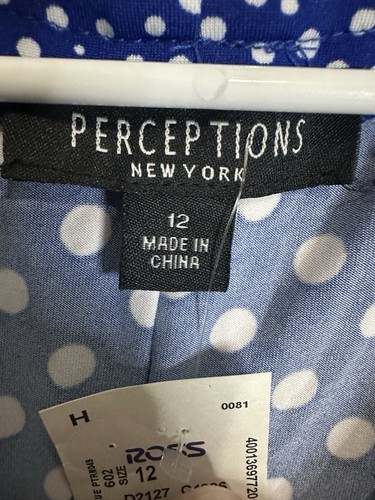 PERCEPTIONS
NEW YORK
12
MADE IN
CHINA
H
0081
ROSS
SIZE 12
602
D2127